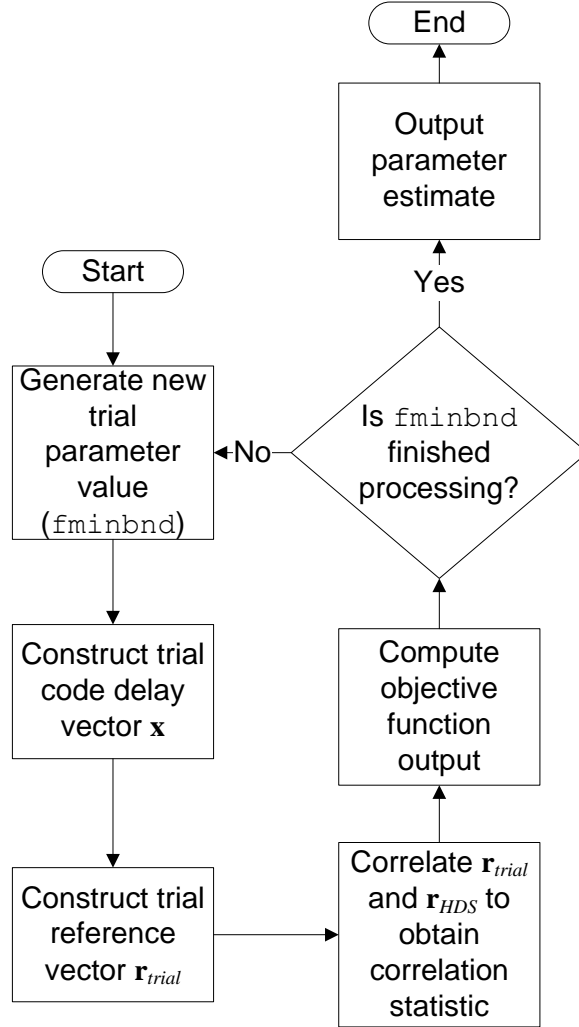 Start
Generate new
trial
parameter
value
(fminbnd)
Construct trial
code delay
vector x
Construct trial
reference
vector r_trial
Correlate r_trial
and r_HDS to
obtain
correlation
statistic
Compute
objective
function
output
Is fminbnd
finished
processing?
No
Yes
Output
parameter
estimate
End